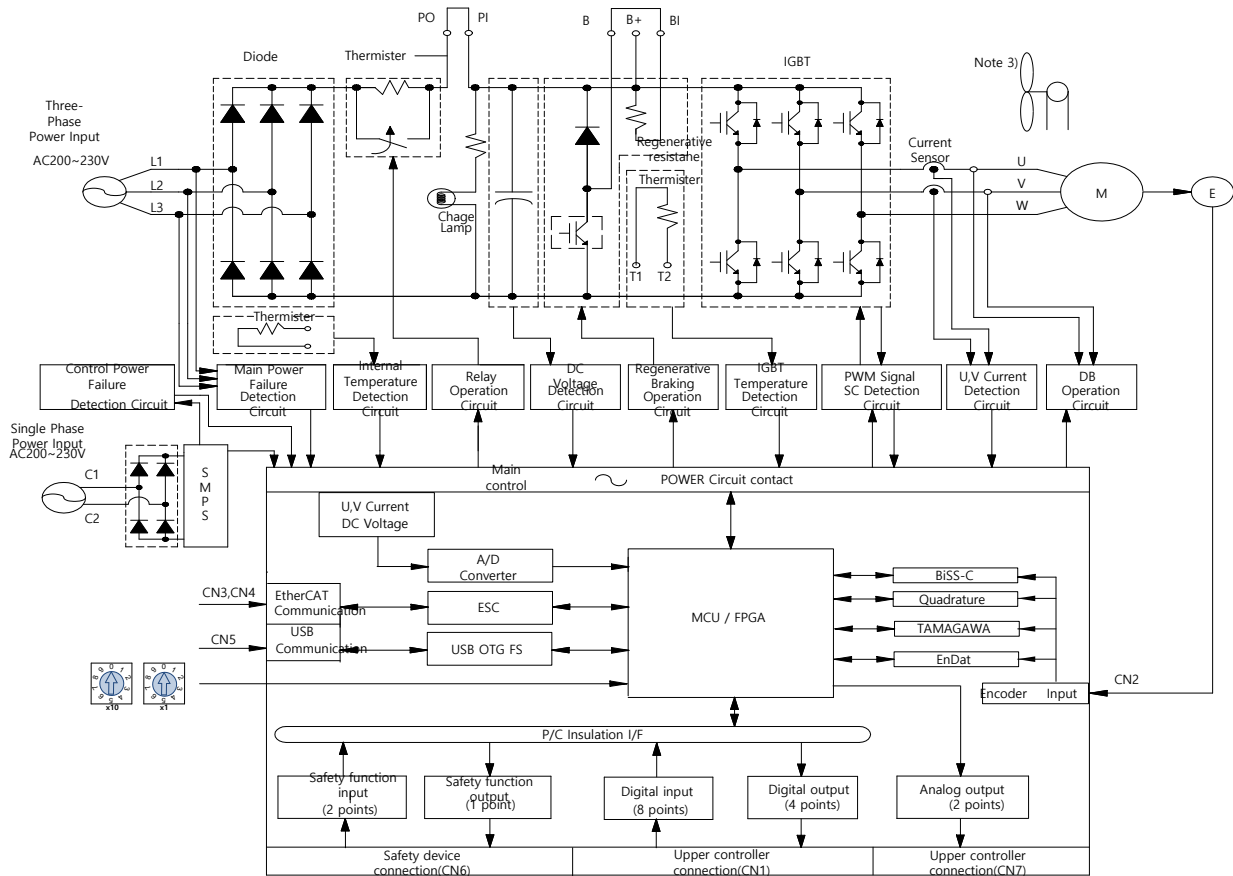 PO
PI
B
B+
BI
Diode
Thermister
IGBT
Note 3)
Three-
Phase
Power Input
AC200~230V
L1
L2
L3
Chage
Lamp
Regenerative
resistane
Thermister
T1
T2
Current
Sensor
U
V
W
M
E
Thermister
Control Power
Failure
Detection Circuit
Main Power
Failure
Detection
Circuit
Internal
Temperature
Detection
Circuit
Relay
Operation
Circuit
DC
Voltage
Detection
Circuit
Regenerative
Braking
Operation
Circuit
IGBT
Temperature
Detection
Circuit
PWM Signal
SC Detection
Circuit
U,V Current
Detection
Circuit
DB
Operation
Circuit
Single Phase
Power Input
AC200~230V
C1
C2
S
M
P
S
Main
control
POWER Circuit contact
U,V Current
DC Voltage
A/D
Converter
MCU / FPGA
BiSS-C
Quadrature
TAMAGAWA
EnDat
CN3,CN4
EtherCAT
Communication
ESC
CN5
USB
Communication
USB OTG FS
x10
x1
Encoder Input
CN2
P/C Insulation I/F
Safety function
input
(2 points)
Safety function
output
(1 point)
Digital input
(8 points)
Digital output
(4 points)
Analog output
(2 points)
Safety device
connection(CN6)
Upper controller
connection(CN1)
Upper controller
connection(CN7)